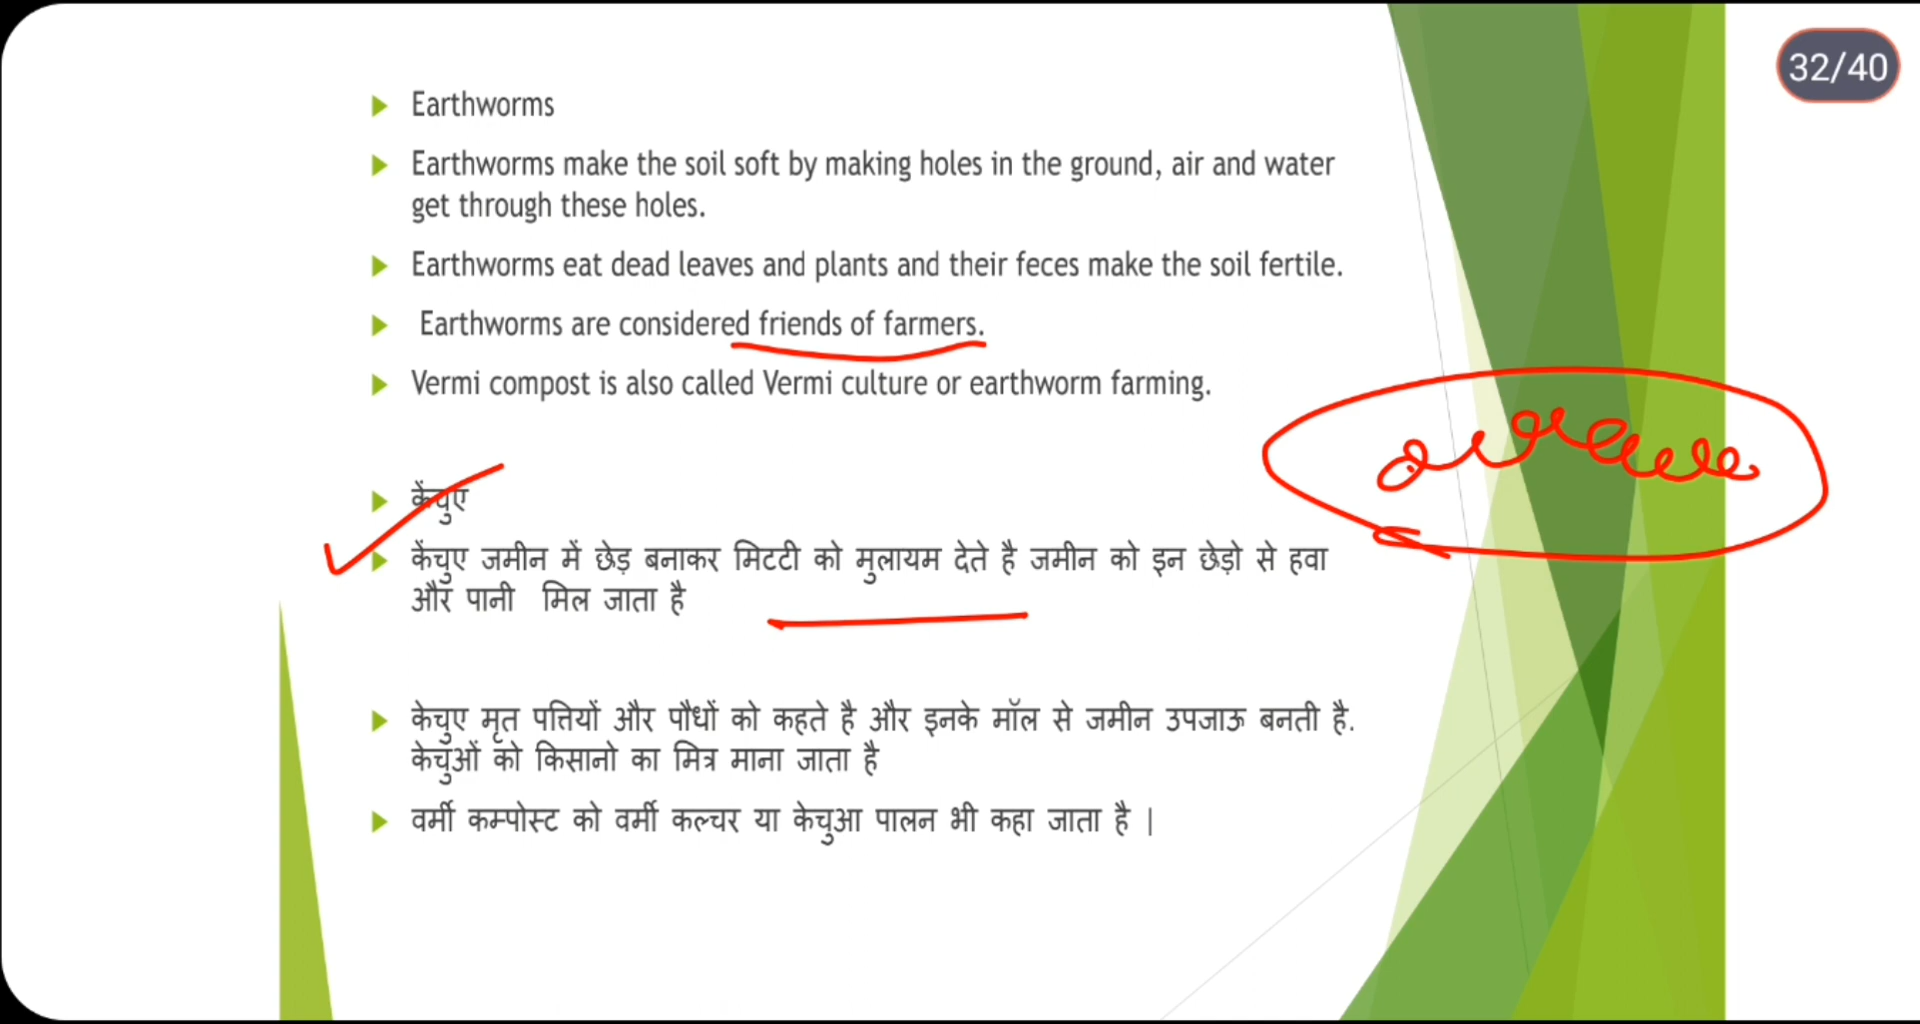 32/40
Earthworms
Earthworms make the soil soft by making holes in the ground, air and water
get through these holes.
Earthworms eat dead leaves and plants and their feces make the soil fertile.
Earthworms are considered friends of farmers.
Vermi compost is also called Vermi culture or earthworm farming.
केंचुए
केंचुए जमीन में छेड़ बनाकर मिटटी को मुलायम देते है जमीन को इन छेड़ो से हवा
और पानी मिल जाता है
केचुए मृत पत्तियों और पौधों को कहते है और इनके मॉल से जमीन उपजाऊ बनती है.
केचुओं को किसानो का मित्र माना जाता है
वर्मी कम्पोस्ट को वर्मी कल्चर या केचुआ पालन भी कहा जाता है |